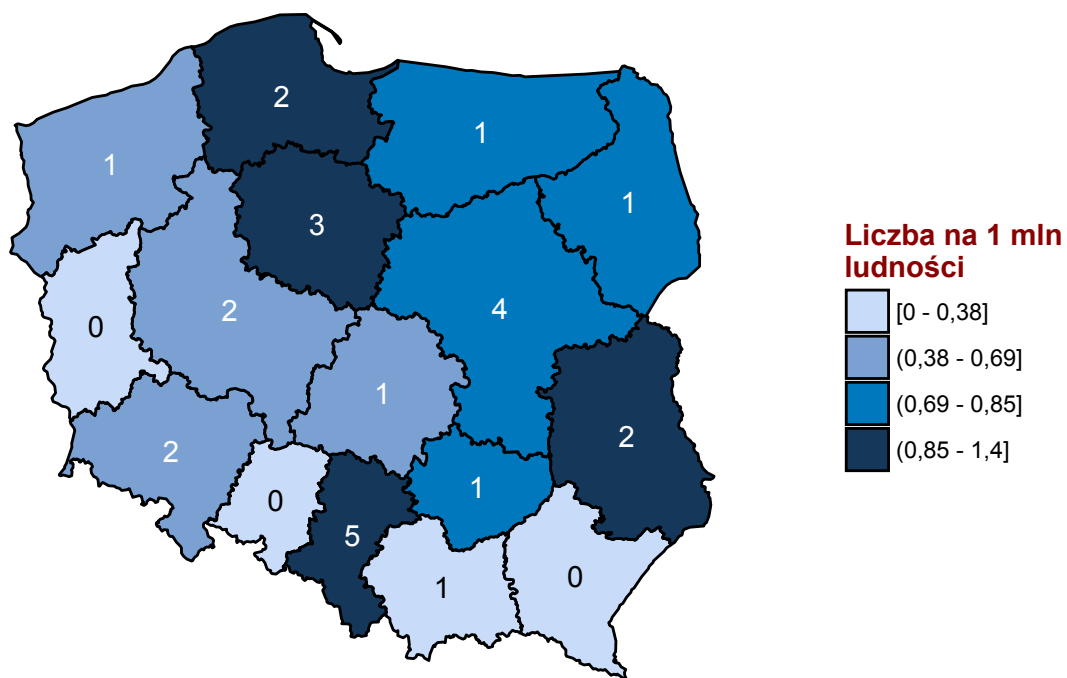 2
1
1
1
3
4
2
0
1
2
2
1
0
5
0
1
Liczba na 1 mln
ludności
[0 - 0,38]
(0,38 - 0,69]
(0,69 - 0,85]
(0,85 - 1,4]